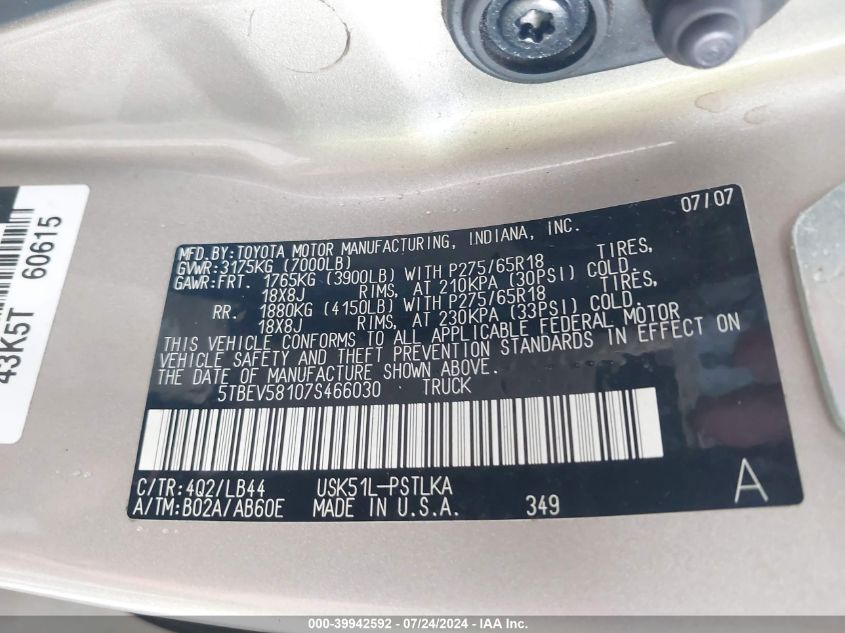 43K5T 60615
07/07
MFD.BY:TOYOTA MOTOR MANUFACTURING, INDIANA, INC.
GVWR:3175KG (7000LB)
GAWR:FRT. 1765KG (3900LB) WITH P275/65R18 TIRES,
18X8J RIMS, AT 210KPA (30PSI) COLD.
RR. 1880KG (4150LB) WITH P275/65R18 TIRES,
18X8J RIMS, AT 230KPA (33PSI) COLD.
THIS VEHICLE CONFORMS TO ALL APPLICABLE FEDERAL MOTOR
VEHICLE SAFETY AND THEFT PREVENTION STANDARDS IN EFFECT ON
THE DATE OF MANUFACTURE SHOWN ABOVE.
5TBEV58107S466030 TRUCK
C/TR:4Q2/LB44 USK51L-PSTLKA
A/TM:B02A/AB60E MADE IN U.S.A. 349 A
000-39942592 - 07/24/2024 - IAA Inc.